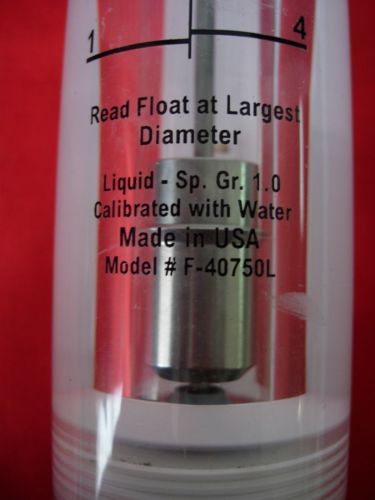 1 4
Read Float at Largest
Diameter
Liquid - Sp. Gr. 1.0
Calibrated with Water
Made in USA
Model # F-40750L